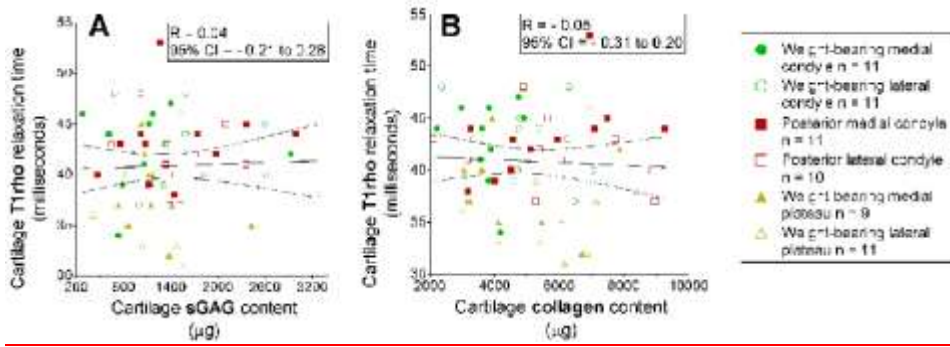 A
R = 0.04
95% CI = - 0.21 to 0.28
Cartilage T1rho relaxation time
(milliseconds)
55
50
45
40
35
30
200 800 1400 2000 2600 3200
Cartilage sGAG content
(µg)
B
R = - 0.05
95% CI = - 0.31 to 0.20
Cartilage T1rho relaxation time
(milliseconds)
55
50
45
40
35
30
2000 4000 6000 8000 10000
Cartilage collagen content
(µg)
Weight-bearing medial
condyle n = 11
Weight-bearing lateral
condyle n = 11
Posterior medial condyle
n = 11
Posterior lateral condyle
n = 10
Weight-bearing medial
plateau n = 9
Weight-bearing lateral
plateau n = 11